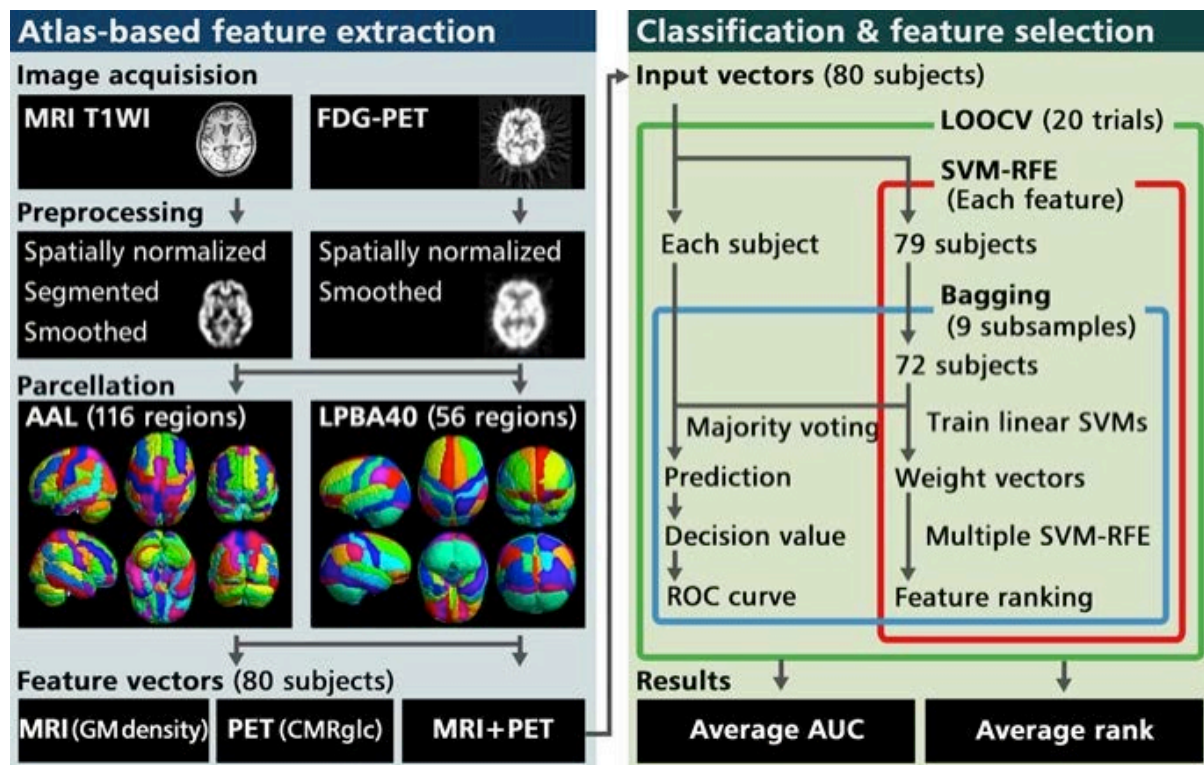 Atlas-based feature extraction
Image acquisision
MRI T1WI
FDG-PET
Preprocessing
Spatially normalized
Segmented
Smoothed
Spatially normalized
Smoothed
Parcellation
AAL (116 regions)
LPBA40 (56 regions)
Feature vectors (80 subjects)
MRI (GM density)
PET (CMRglc)
MRI+PET
Classification & feature selection
Input vectors (80 subjects)
LOOCV (20 trials)
SVM-RFE
(Each feature)
Each subject
79 subjects
Bagging
(9 subsamples)
72 subjects
Majority voting
Train linear SVMs
Prediction
Weight vectors
Decision value
Multiple SVM-RFE
ROC curve
Feature ranking
Results
Average AUC
Average rank